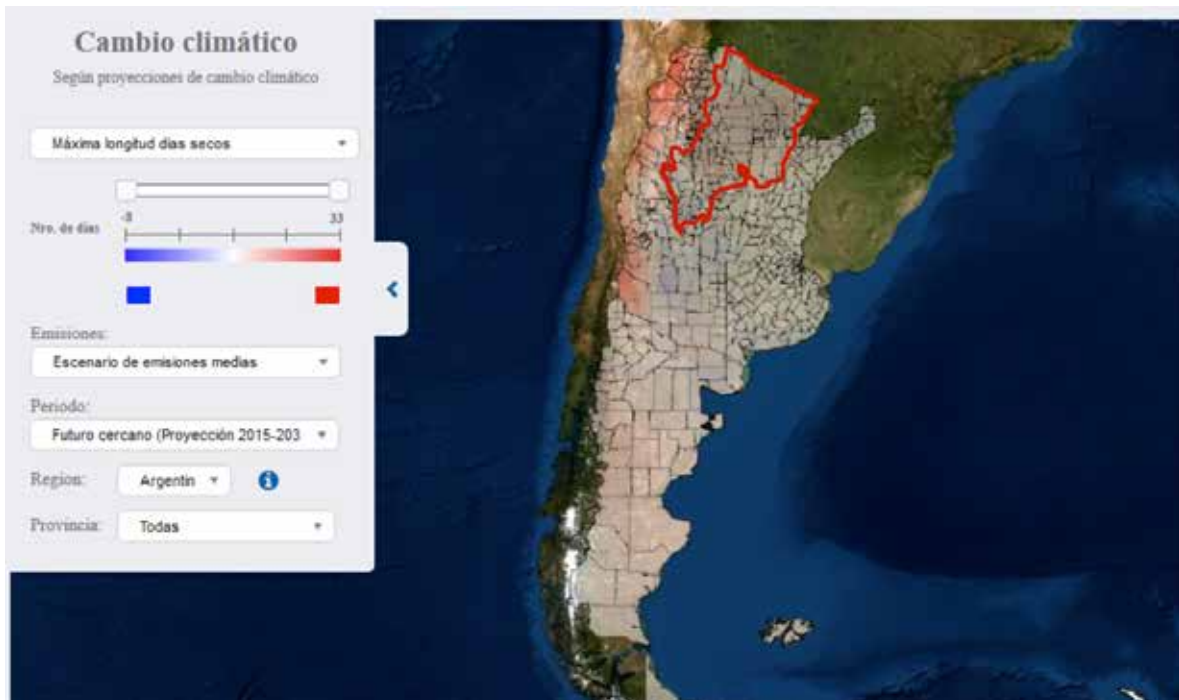 Cambio climático
Según proyecciones de cambio climático
Máxima longitud días secos
-8 33
Nro. de días
Emisiones:
Escenario de emisiones medias
Periodo:
Futuro cercano (Proyección 2015-203
Region: Argentin i
Provincia: Todas